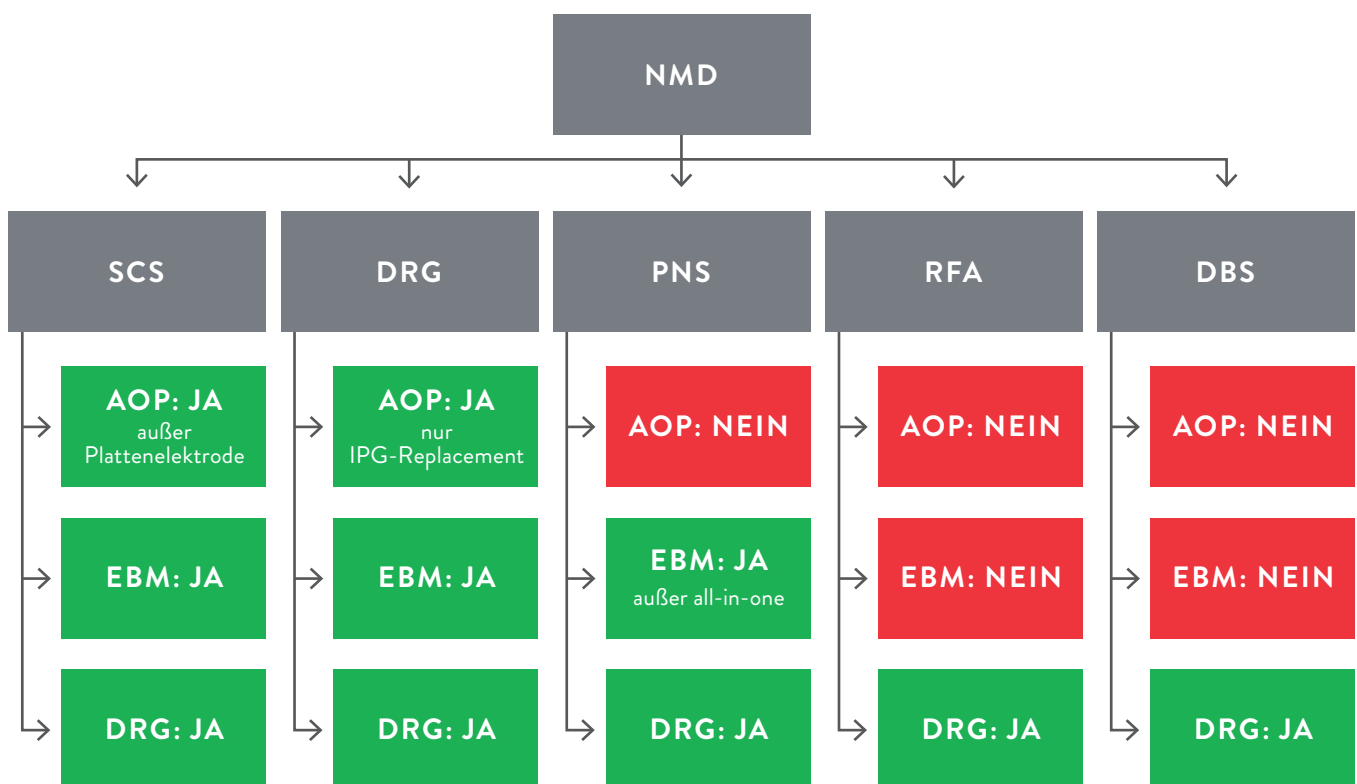 NMD
SCS
DRG
PNS
RFA
DBS
AOP: JA
außer
Plattenelektrode
AOP: JA
nur
IPG-Replacement
AOP: NEIN
AOP: NEIN
AOP: NEIN
EBM: JA
EBM: JA
EBM: JA
außer all-in-one
EBM: NEIN
EBM: NEIN
DRG: JA
DRG: JA
DRG: JA
DRG: JA
DRG: JA